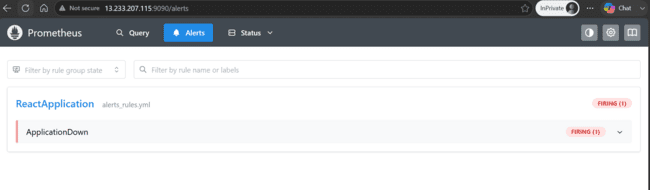 Not secure 13.233.207.115:9090/alerts InPrivate Chat
Prometheus Query Alerts Status
Filter by rule group state Filter by rule name or labels
ReactApplication alerts_rules.yml FIRING (1)
ApplicationDown FIRING (1)